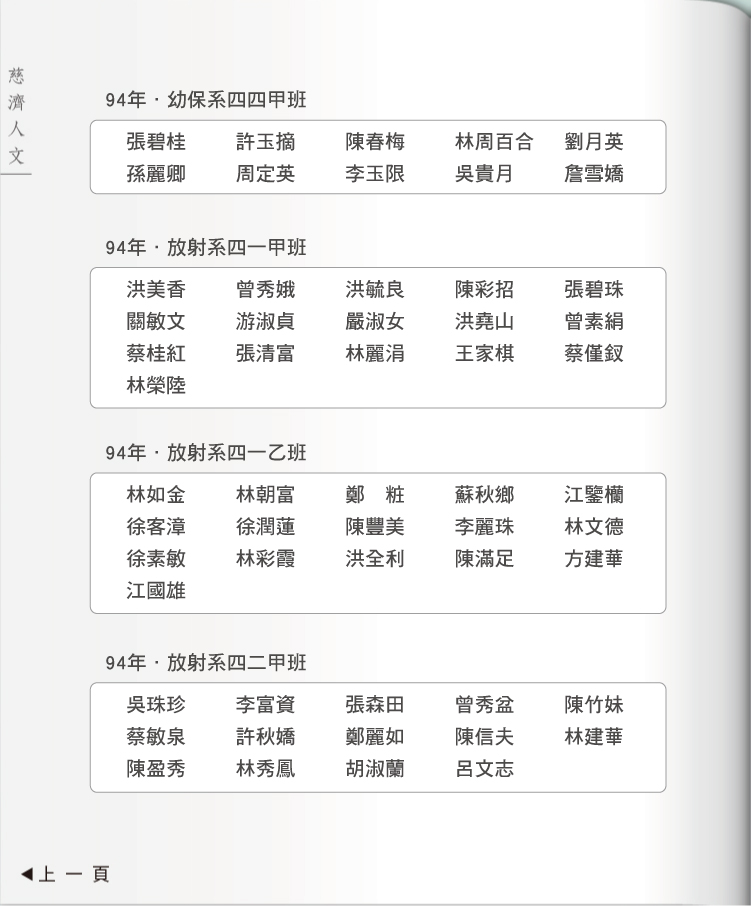 慈濟人文
94年‧幼保系四四甲班
張碧桂 許玉摘 陳春梅 林周百合 劉月英
孫麗卿 周定英 李玉限 吳貴月 詹雪嬌
94年‧放射系四一甲班
洪美香 曾秀娥 洪毓良 陳彩招 張碧珠
關敏文 游淑貞 嚴淑女 洪堯山 曾素絹
蔡桂紅 張清富 林麗涓 王家棋 蔡僅釵
林榮陸
94年‧放射系四一乙班
林如金 林朝富 鄭　粧 蘇秋鄉 江鑒欉
徐客漳 徐潤蓮 陳豐美 李麗珠 林文德
徐素敏 林彩霞 洪全利 陳滿足 方建華
江國雄
94年‧放射系四二甲班
吳珠珍 李富資 張森田 曾秀盆 陳竹妹
蔡敏泉 許秋嬌 鄭麗如 陳信夫 林建華
陳盈秀 林秀鳳 胡淑蘭 呂文志
◀上一頁